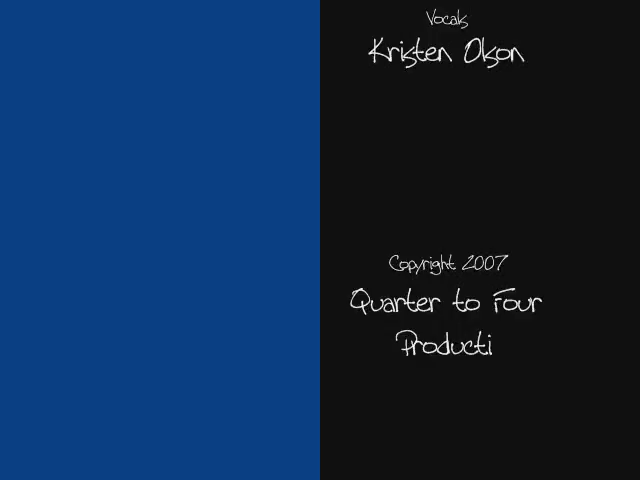 Vocals
Kristen Olson
Copyright 2007
Quarter to Four
Producti